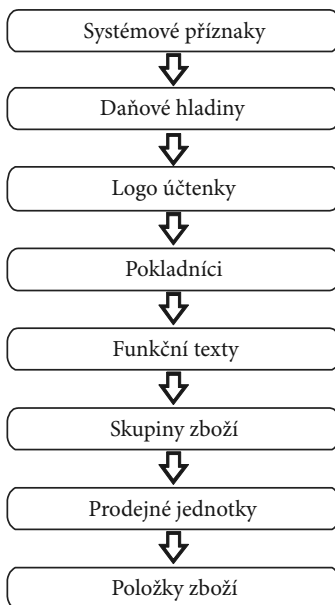 Systémové příznaky
Daňové hladiny
Logo účtenky
Pokladníci
Funkční texty
Skupiny zboží
Prodejné jednotky
Položky zboží